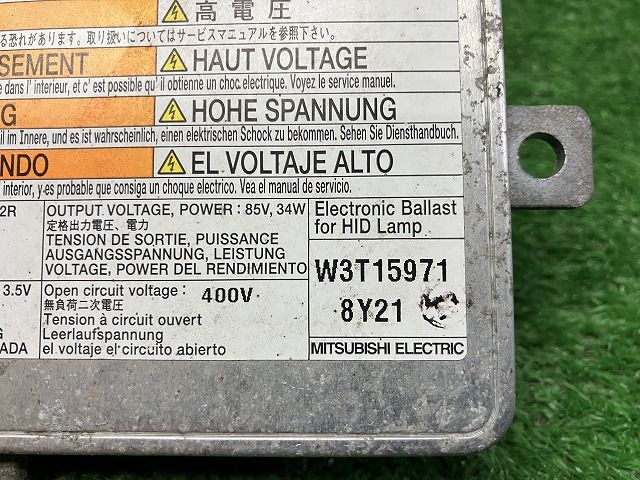 高電圧
る恐れがあります。取り扱いについてはサービスマニュアルを参照下さい。
SEMENT HAUT VOLTAGE
dans l' interieur, et c' est possible qu' il obtienne un choc electrique. Voyez le service manuel.
G HOHE SPANNUNG
il im Innere, und es ist wahrscheinlich, einen elektrischen Schock zu bekommen. Sehen Sie Diensthandbuch.
NDO EL VOLTAJE ALTO
interior, y es probable que consiga un choque electrico. Vea el manual de servicio.
2R
OUTPUT VOLTAGE, POWER : 85V, 34W
定格出力電圧、電力
TENSION DE SORTIE, PUISSANCE
AUSGANGSSPANNUNG, LEISTUNG
VOLTAGE, POWER DEL RENDIMIENTO
Electronic Ballast
for HID Lamp
W3T15971
8Y21
3.5V
Open circuit voltage : 400V
無負荷二次電圧
Tension à circuit ouvert
Leerlaufspannung
el voltaje el circuito abierto
G
ADA
MITSUBISHI ELECTRIC